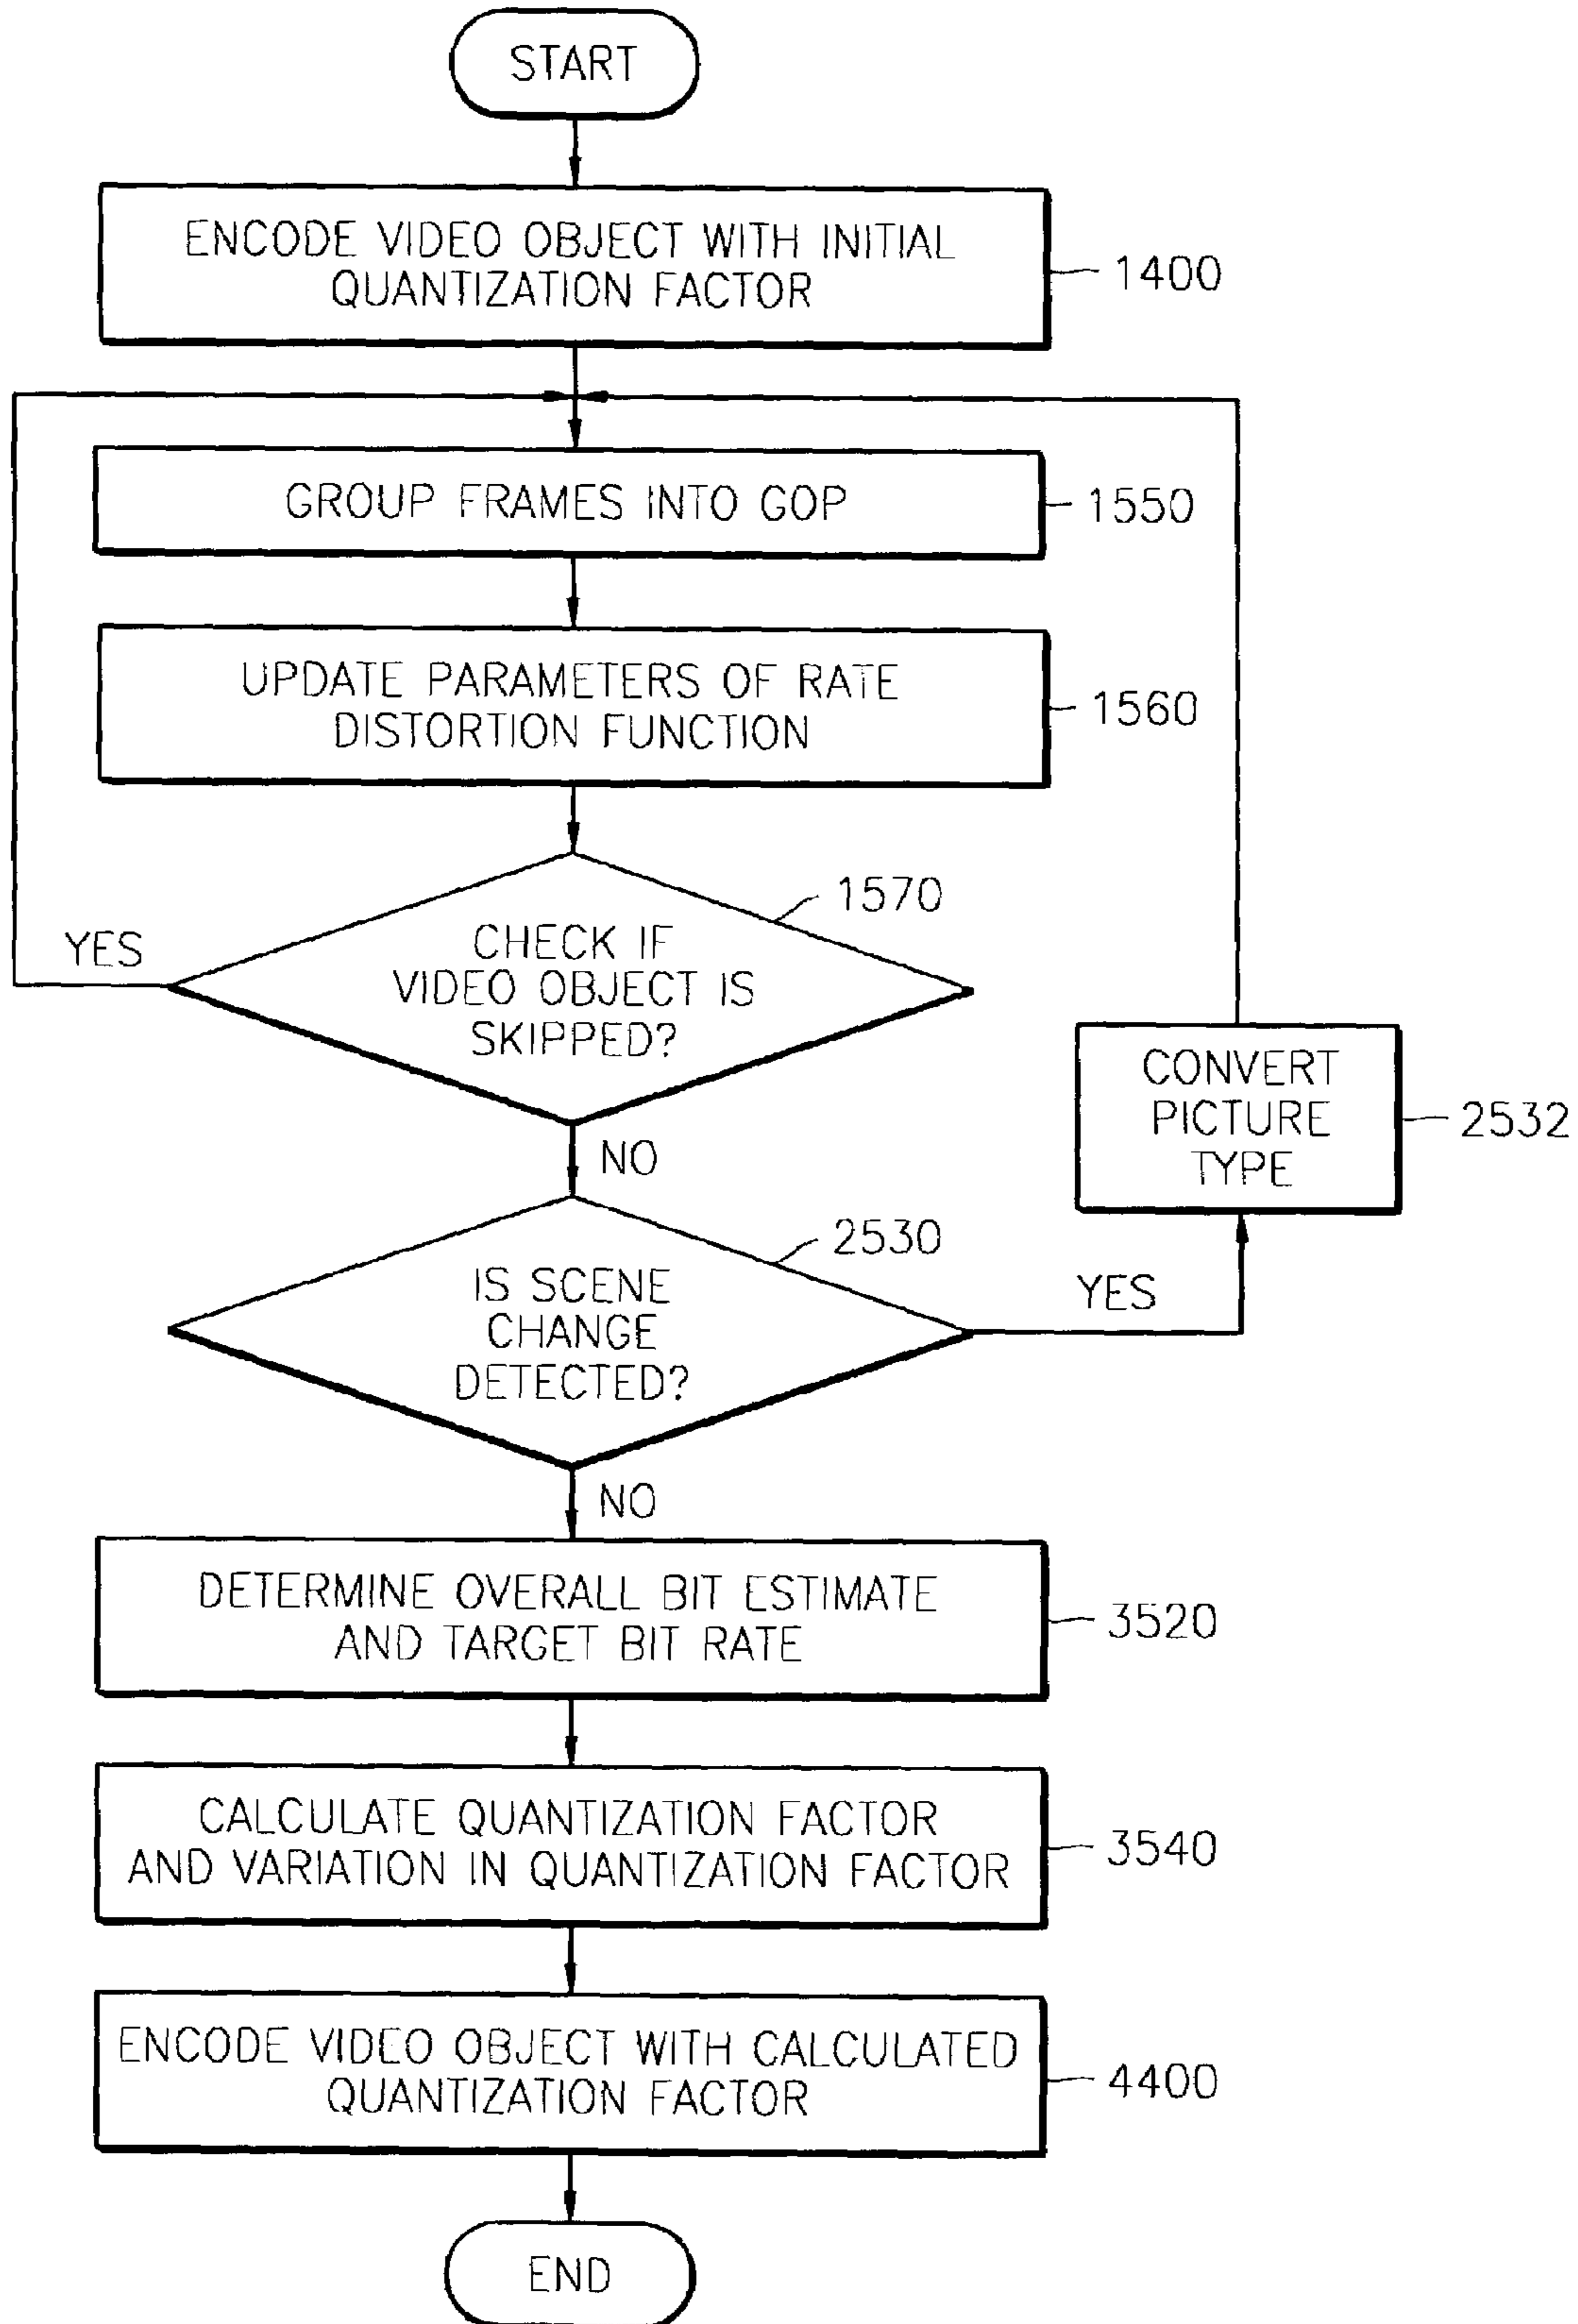 START
ENCODE VIDEO OBJECT WITH INITIAL
QUANTIZATION FACTOR
1400
GROUP FRAMES INTO GOP
1550
UPDATE PARAMETERS OF RATE
DISTORTION FUNCTION
1560
1570
YES
CHECK IF
VIDEO OBJECT IS
SKIPPED?
CONVERT
PICTURE
TYPE
2532
NO
2530
IS SCENE
CHANGE
DETECTED?
YES
NO
DETERMINE OVERALL BIT ESTIMATE
AND TARGET BIT RATE
3520
CALCULATE QUANTIZATION FACTOR
AND VARIATION IN QUANTIZATION FACTOR
3540
ENCODE VIDEO OBJECT WITH CALCULATED
QUANTIZATION FACTOR
4400
END